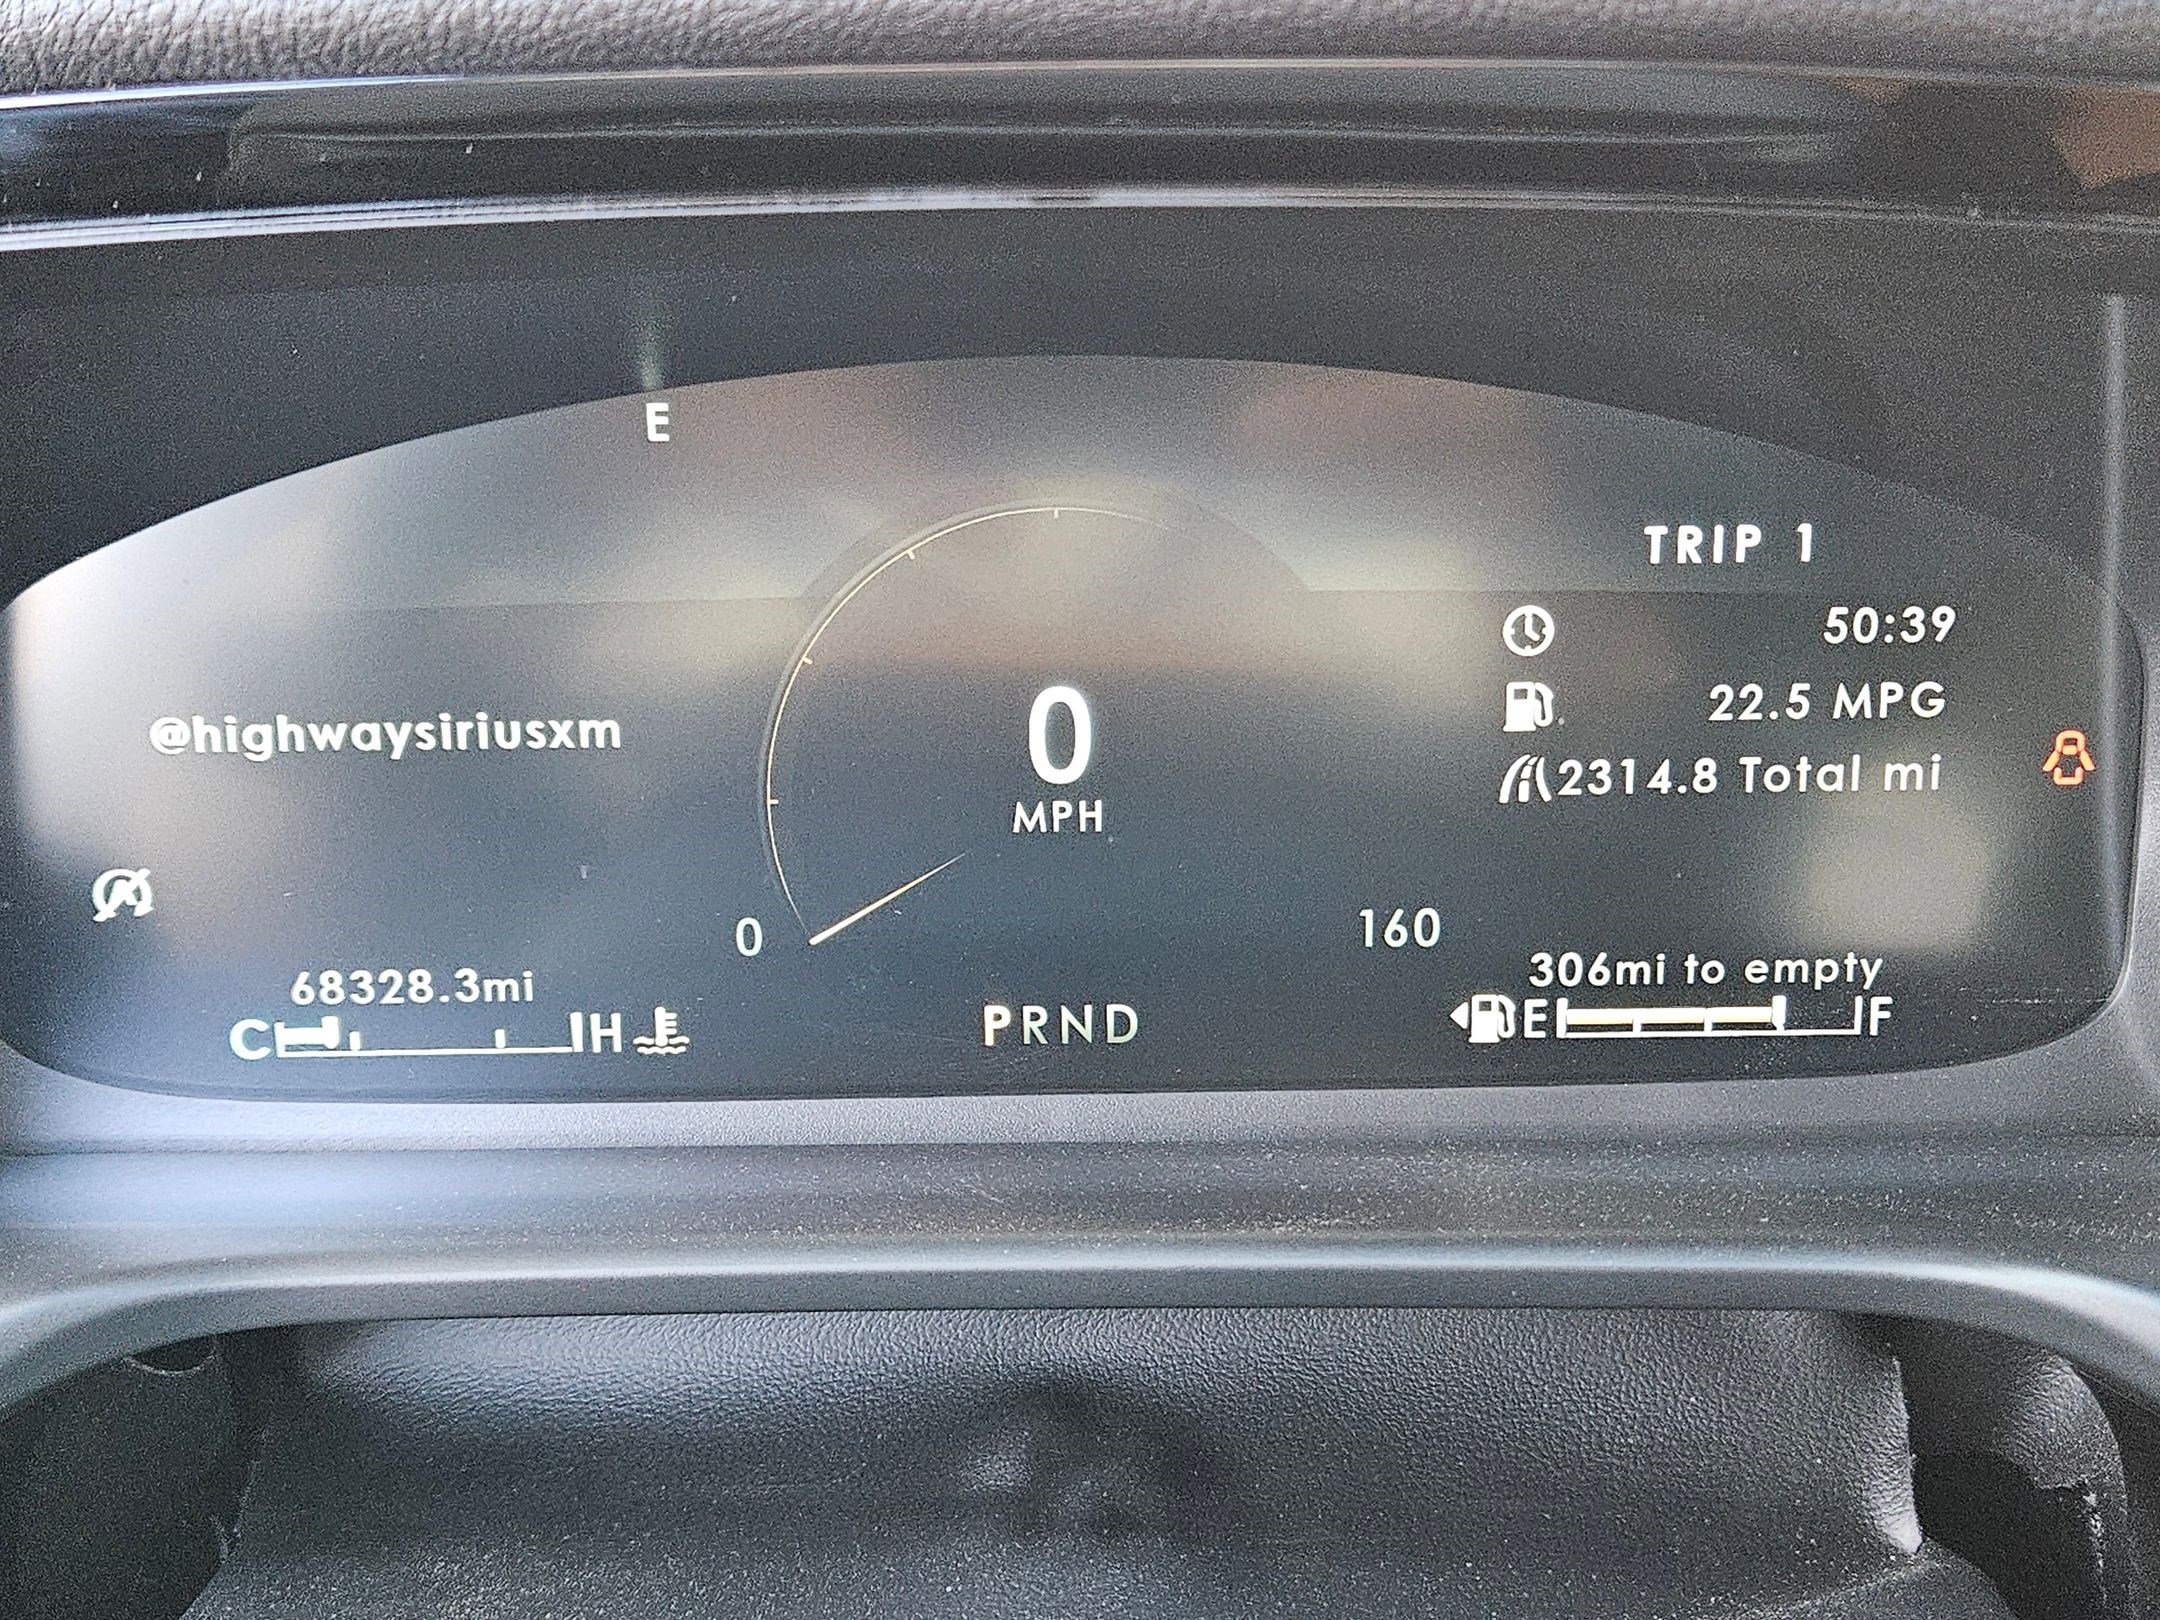 E
TRIP 1
50:39
22.5 MPG
2314.8 Total mi
@highwaysiriusxm
0
MPH
0
160
68328.3mi
306mi to empty
C H
PRND
E F